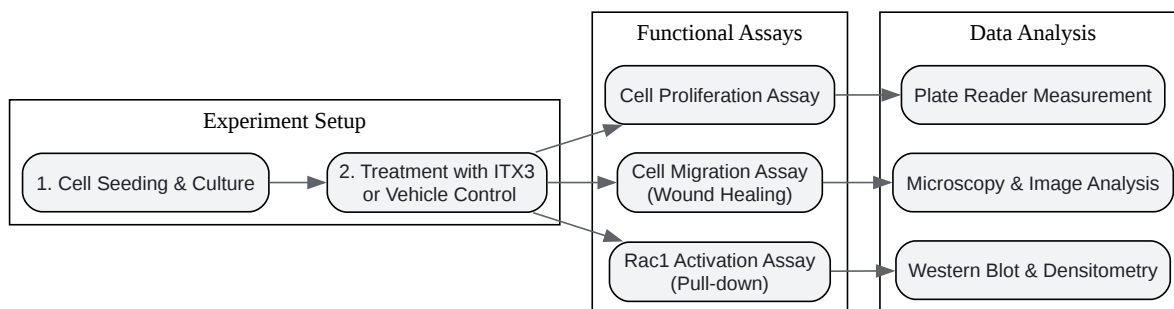 Experiment Setup
1. Cell Seeding & Culture
2. Treatment with ITX3
or Vehicle Control
Functional Assays
Cell Proliferation Assay
Cell Migration Assay
(Wound Healing)
Rac1 Activation Assay
(Pull-down)
Data Analysis
Plate Reader Measurement
Microscopy & Image Analysis
Western Blot & Densitometry